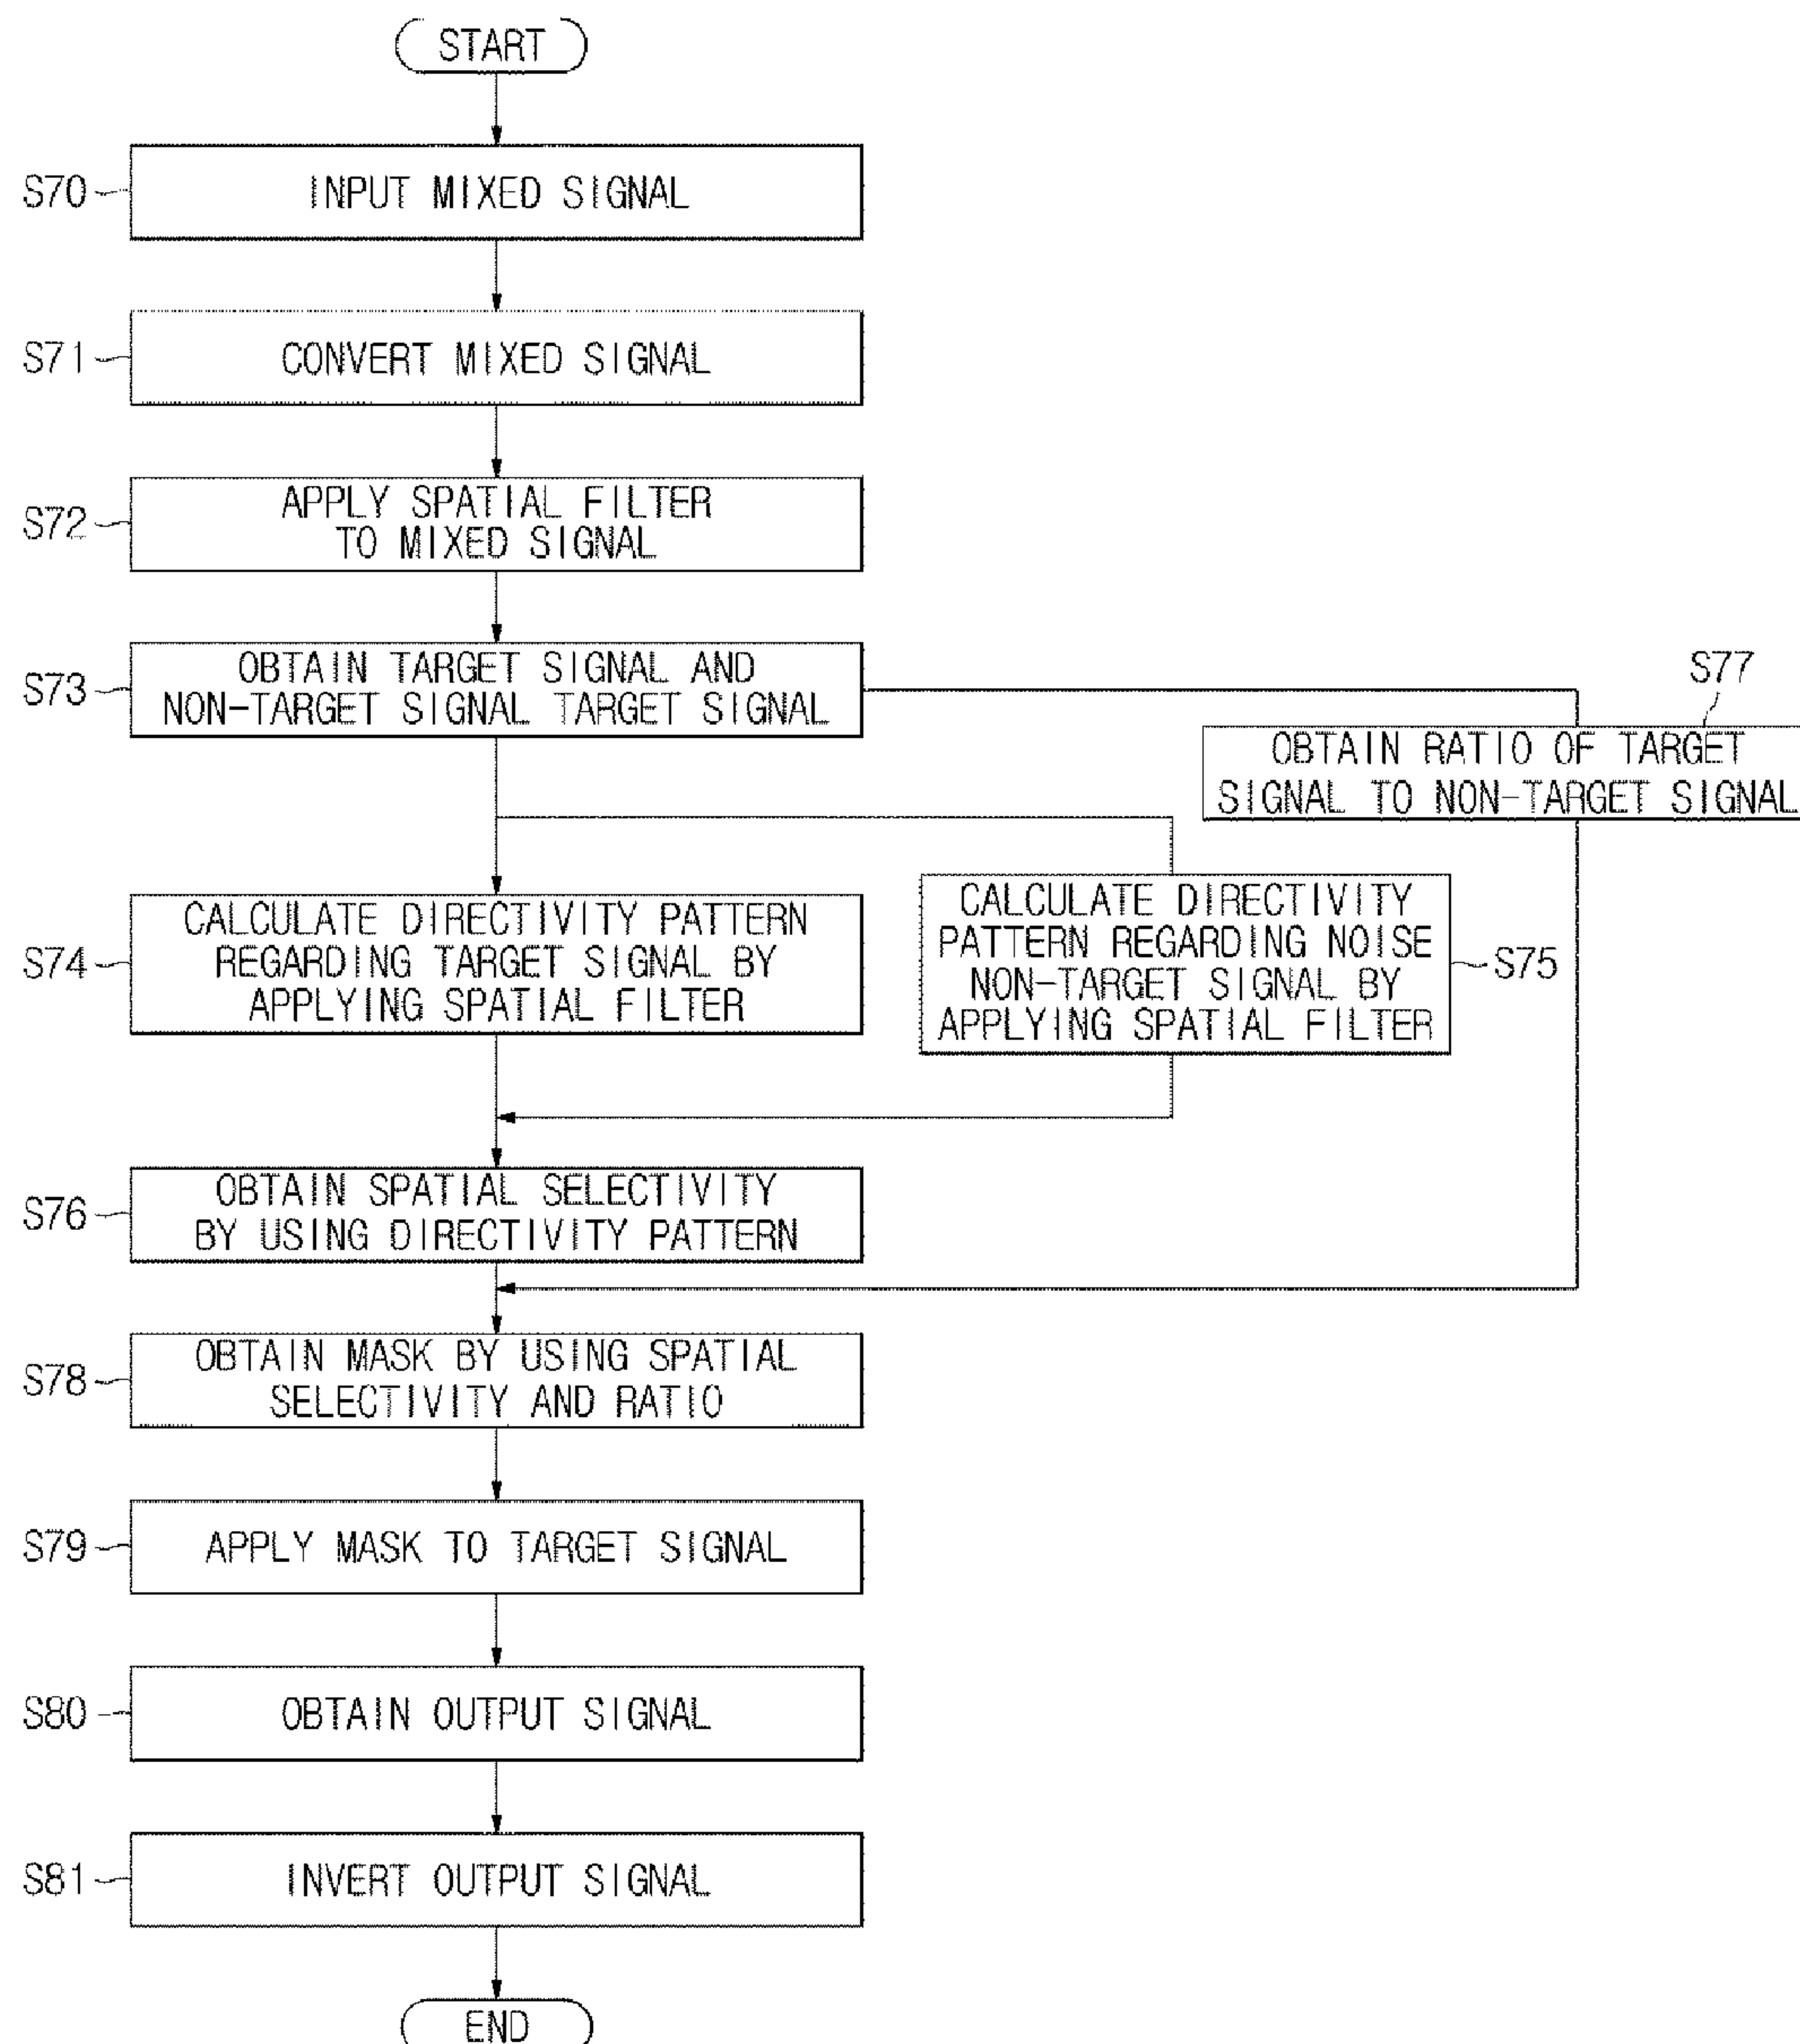 START
S70
INPUT MIXED SIGNAL
S71
CONVERT MIXED SIGNAL
S72
APPLY SPATIAL FILTER
TO MIXED SIGNAL
S73
OBTAIN TARGET SIGNAL AND
NON-TARGET SIGNAL TARGET SIGNAL
S77
OBTAIN RATIO OF TARGET
SIGNAL TO NON-TARGET SIGNAL
S74
CALCULATE DIRECTIVITY PATTERN
REGARDING TARGET SIGNAL BY
APPLYING SPATIAL FILTER
CALCULATE DIRECTIVITY
PATTERN REGARDING NOISE
NON-TARGET SIGNAL BY
APPLYING SPATIAL FILTER
S75
S76
OBTAIN SPATIAL SELECTIVITY
BY USING DIRECTIVITY PATTERN
S78
OBTAIN MASK BY USING SPATIAL
SELECTIVITY AND RATIO
S79
APPLY MASK TO TARGET SIGNAL
S80
OBTAIN OUTPUT SIGNAL
S81
INVERT OUTPUT SIGNAL
END